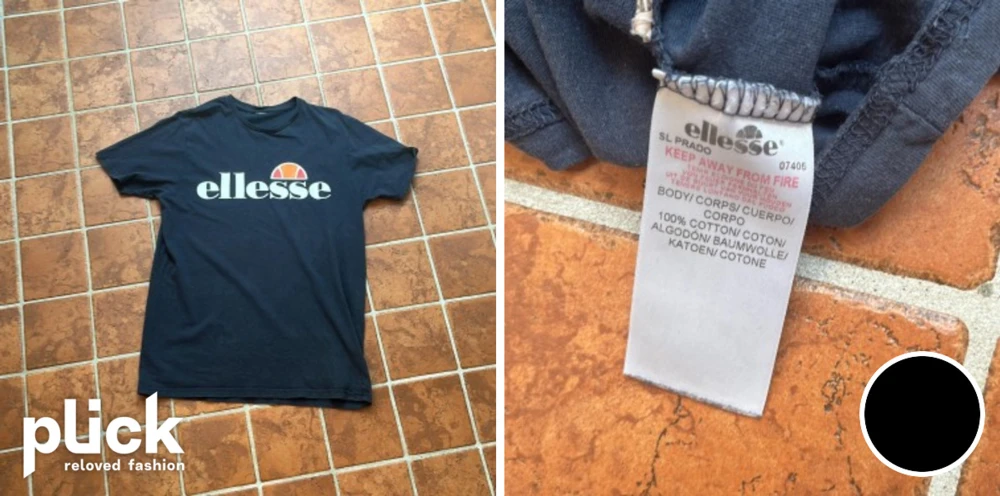 ellesse
plick
reloved fashion
ellesse
SL PRADO
07406
KEEP AWAY FROM FIRE
BODY/ CORPS/ CUERPO/
CORPO
100% COTTON/ COTON/
ALGODÓN/ BAUMWOLLE/
KATOEN/ COTONE